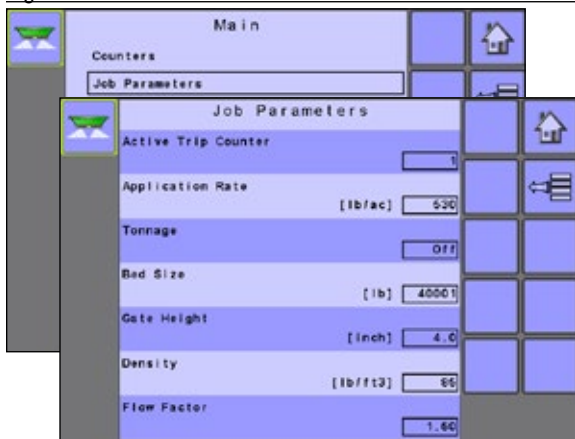 Main
Counters
Job Parameters
Job Parameters
Active Trip Counter
1
Application Rate
[lb/ac] 530
Tonnage
Off
Bed Size
[lb] 40001
Gate Height
[inch] 4.0
Density
[lb/ft3] 65
Flow Factor
1.60